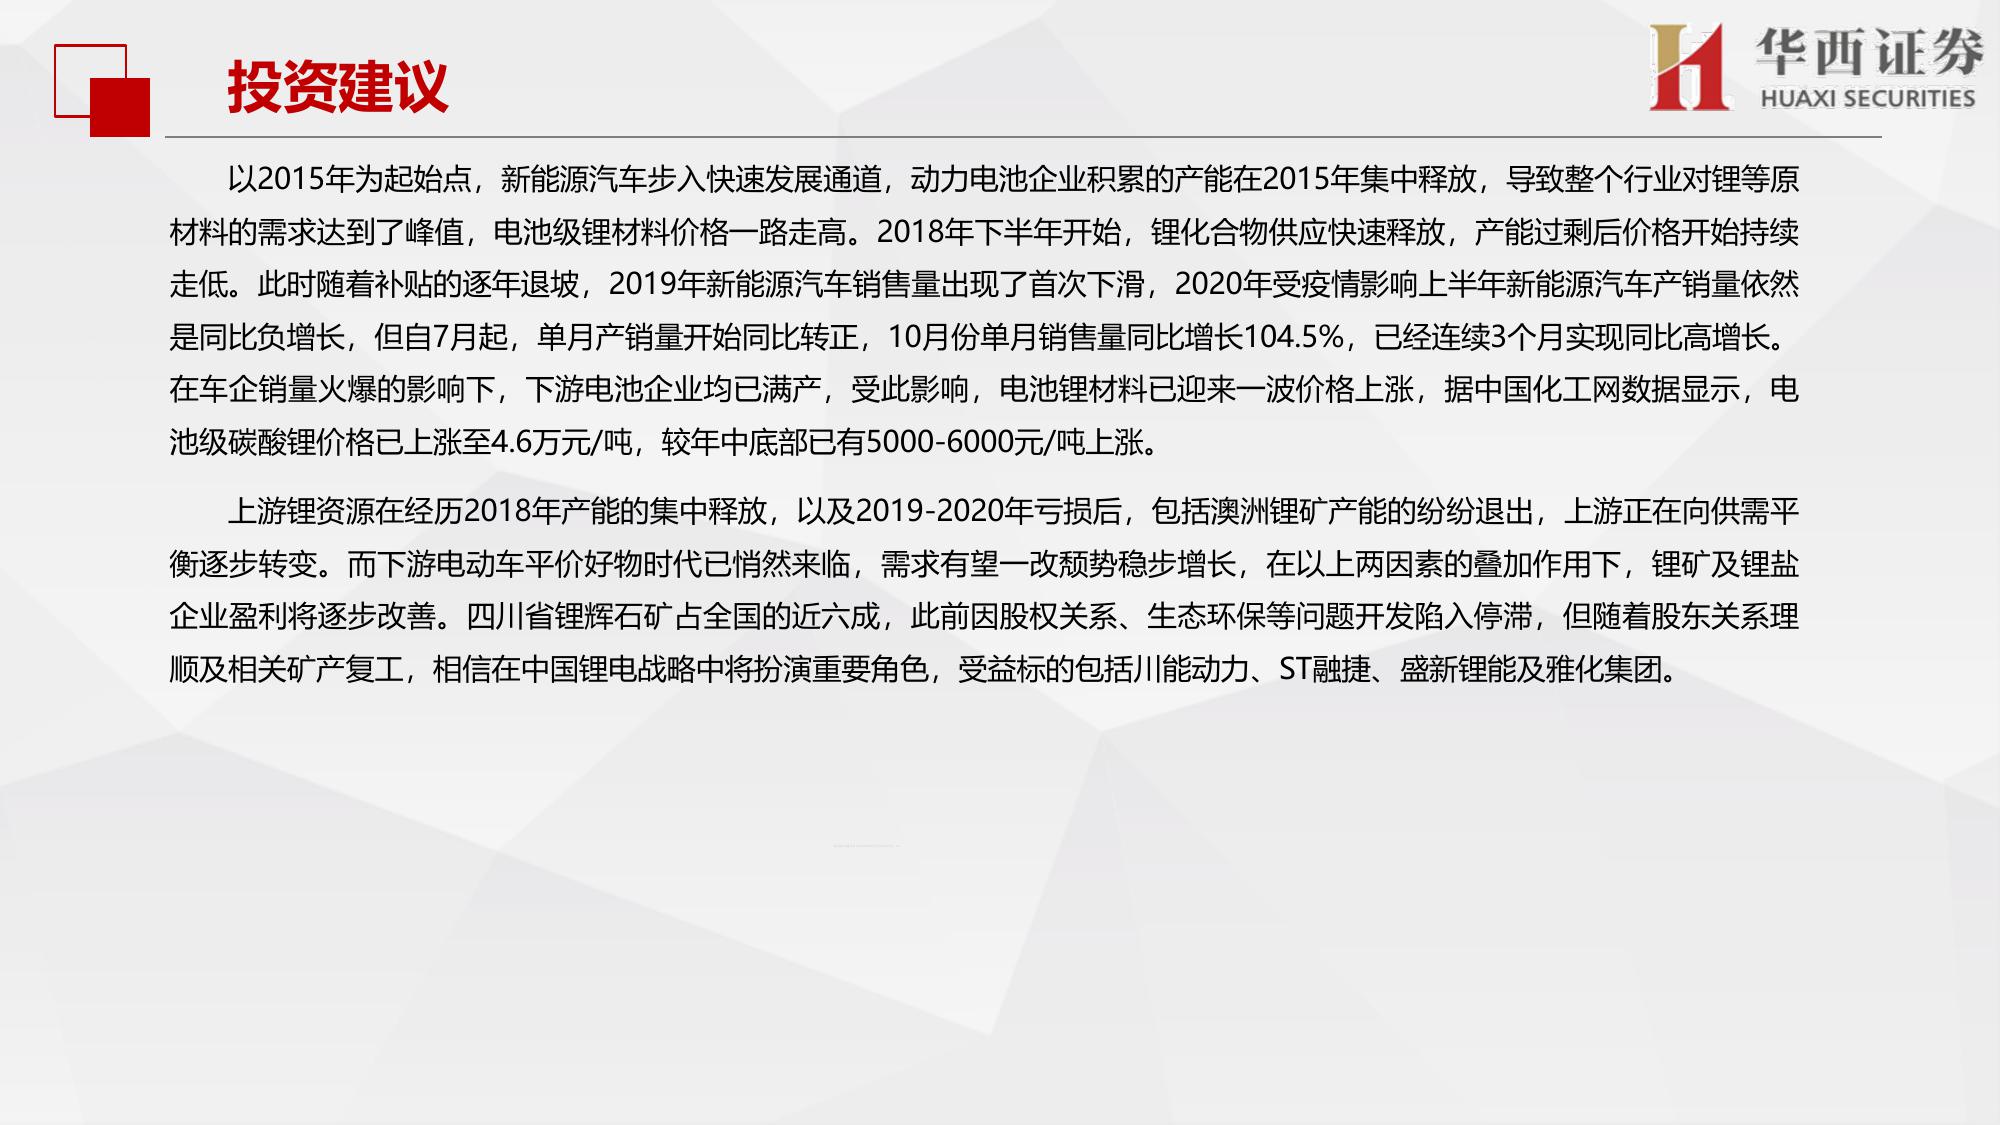 投资建议
华西证券
HUAXI SECURITIES
以2015年为起始点，新能源汽车步入快速发展通道，动力电池企业积累的产能在2015年集中释放，导致整个行业对锂等原
材料的需求达到了峰值，电池级锂材料价格一路走高。2018年下半年开始，锂化合物供应快速释放，产能过剩后价格开始持续
走低。此时随着补贴的逐年退坡，2019年新能源汽车销售量出现了首次下滑，2020年受疫情影响上半年新能源汽车产销量依然
是同比负增长，但自7月起，单月产销量开始同比转正，10月份单月销售量同比增长104.5%，已经连续3个月实现同比高增长。
在车企销量火爆的影响下，下游电池企业均已满产，受此影响，电池锂材料已迎来一波价格上涨，据中国化工网数据显示，电
池级碳酸锂价格已上涨至4.6万元/吨，较年中底部已有5000-6000元/吨上涨。
上游锂资源在经历2018年产能的集中释放，以及2019-2020年亏损后，包括澳洲锂矿产能的纷纷退出，上游正在向供需平
衡逐步转变。而下游电动车平价好物时代已悄然来临，需求有望一改颓势稳步增长，在以上两因素的叠加作用下，锂矿及锂盐
企业盈利将逐步改善。四川省锂辉石矿占全国的近六成，此前因股权关系、生态环保等问题开发陷入停滞，但随着股东关系理
顺及相关矿产复工，相信在中国锂电战略中将扮演重要角色，受益标的包括川能动力、ST融捷、盛新锂能及雅化集团。